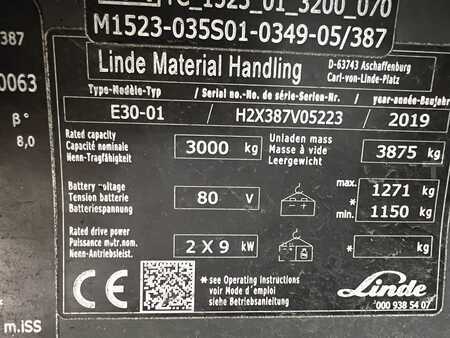 TC_1523_01_3200_070
M1523-035S01-0349-05/387
Linde Material Handling
D-63743 Aschaffenburg
Carl-von-Linde-Platz
Type-Modèle-Typ / Serial no.-No de série-Serien-Nr. / year-année-Baujahr
E30-01 / H2X387V05223 / 2019
Rated capacity
Capacité nominale
Nenn-Tragfähigkeit
3000 kg
Unladen mass
Masse à vide
Leergewicht
3875 kg
Battery voltage
Tension batterie
Batteriespannung
80 V
max. 1271 kg
*
min. 1150 kg
Rated drive power
Puissance motr.nom.
Nenn-Antriebsleist.
2 X 9 kW
* kg
CE
*= see Operating Instructions
voir Mode d'emploi
siehe Betriebsanleitung
Linde
000 938 54 07
387
0063
β°
8,0
m.iSS